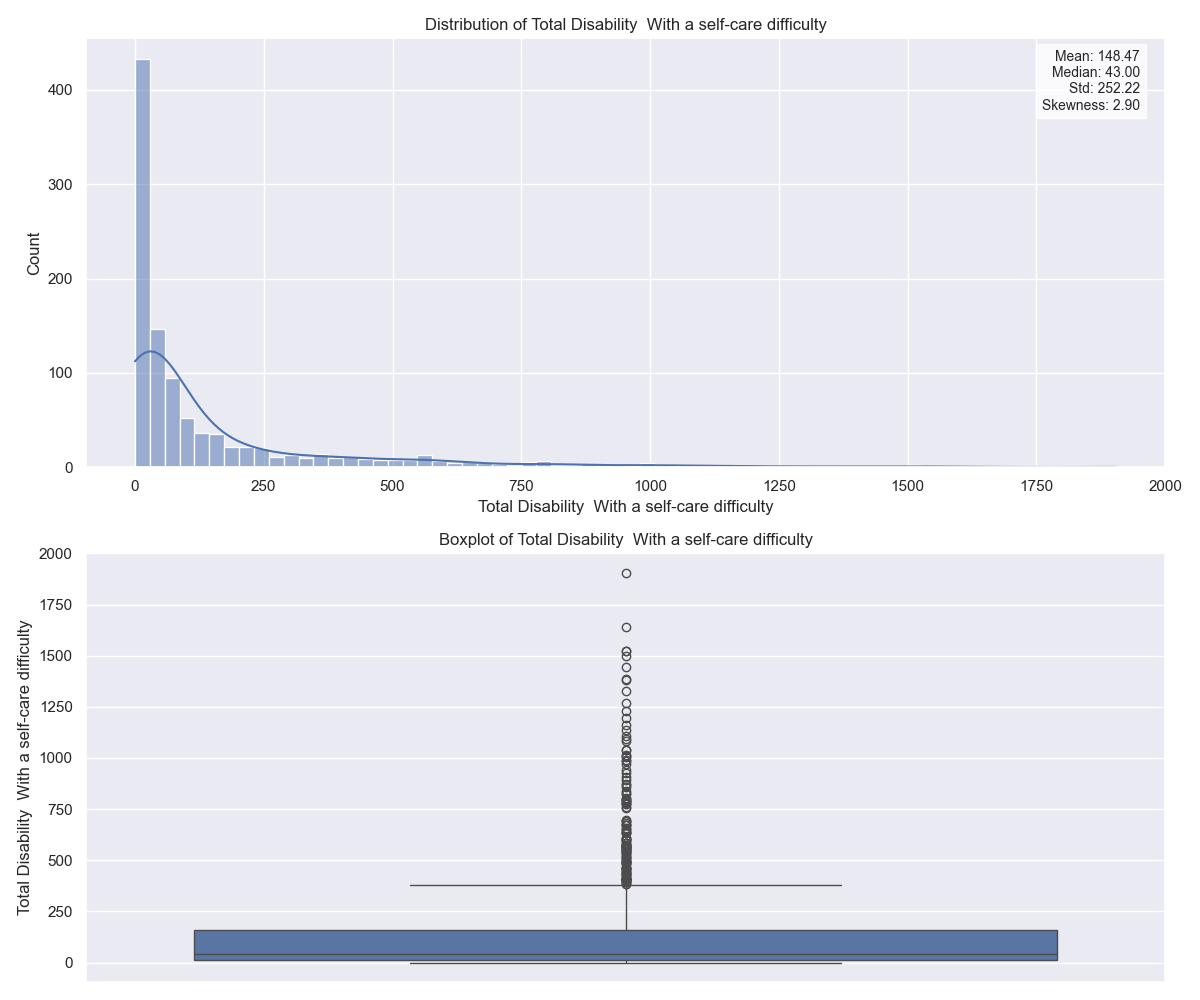 Distribution of Total Disability  With a self-care difficulty
Mean: 148.47
Median: 43.00
Std: 252.22
Skewness: 2.90
Count
400
300
200
100
0
0 250 500 750 1000 1250 1500 1750 2000
Total Disability  With a self-care difficulty
Boxplot of Total Disability  With a self-care difficulty
Total Disability  With a self-care difficulty
2000
1750
1500
1250
1000
750
500
250
0